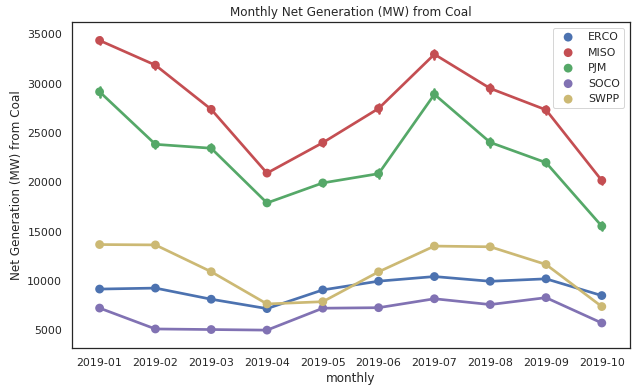 Monthly Net Generation (MW) from Coal
ERCO
MISO
PJM
SOCO
SWPP
Net Generation (MW) from Coal
35000
30000
25000
20000
15000
10000
5000
2019-01 2019-02 2019-03 2019-04 2019-05 2019-06 2019-07 2019-08 2019-09 2019-10
monthly